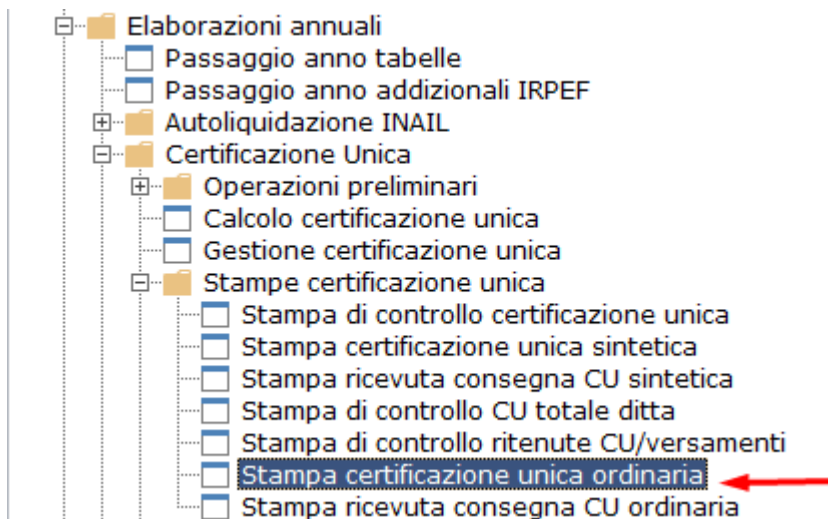 Elaborazioni annuali
Passaggio anno tabelle
Passaggio anno addizionali IRPEF
Autoliquidazione INAIL
Certificazione Unica
Operazioni preliminari
Calcolo certificazione unica
Gestione certificazione unica
Stampe certificazione unica
Stampa di controllo certificazione unica
Stampa certificazione unica sintetica
Stampa ricevuta consegna CU sintetica
Stampa di controllo CU totale ditta
Stampa di controllo ritenute CU/versamenti
Stampa certificazione unica ordinaria
Stampa ricevuta consegna CU ordinaria